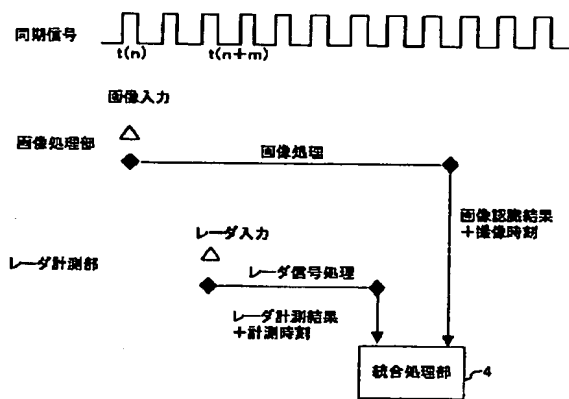 同期信号
t(n)
t(n+m)
画像入力
画像処理部
画像処理
画像認識結果
+撮像時刻
レーダ入力
レーダ計測部
レーダ信号処理
レーダ計測結果
+計測時刻
統合処理部
4